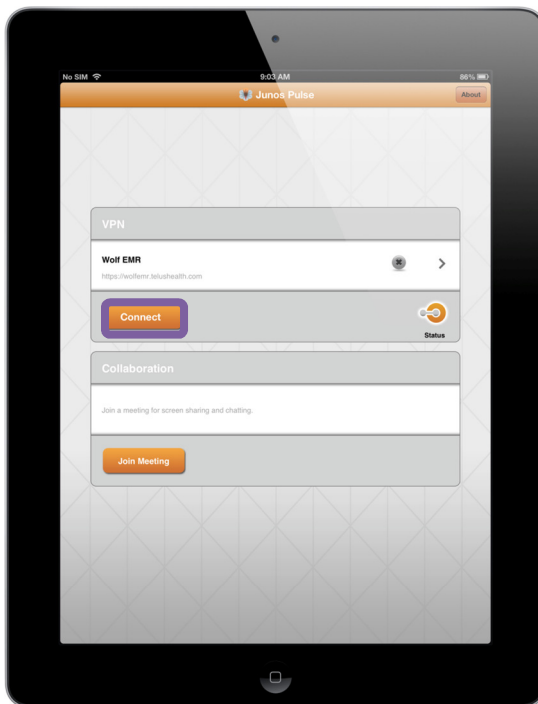 No SIM 9:03 AM 86%
Junos Pulse
About
VPN
Wolf EMR
https://wolfemr.telushealth.com
Connect
Status
Collaboration
Join a meeting for screen sharing and chatting.
Join Meeting